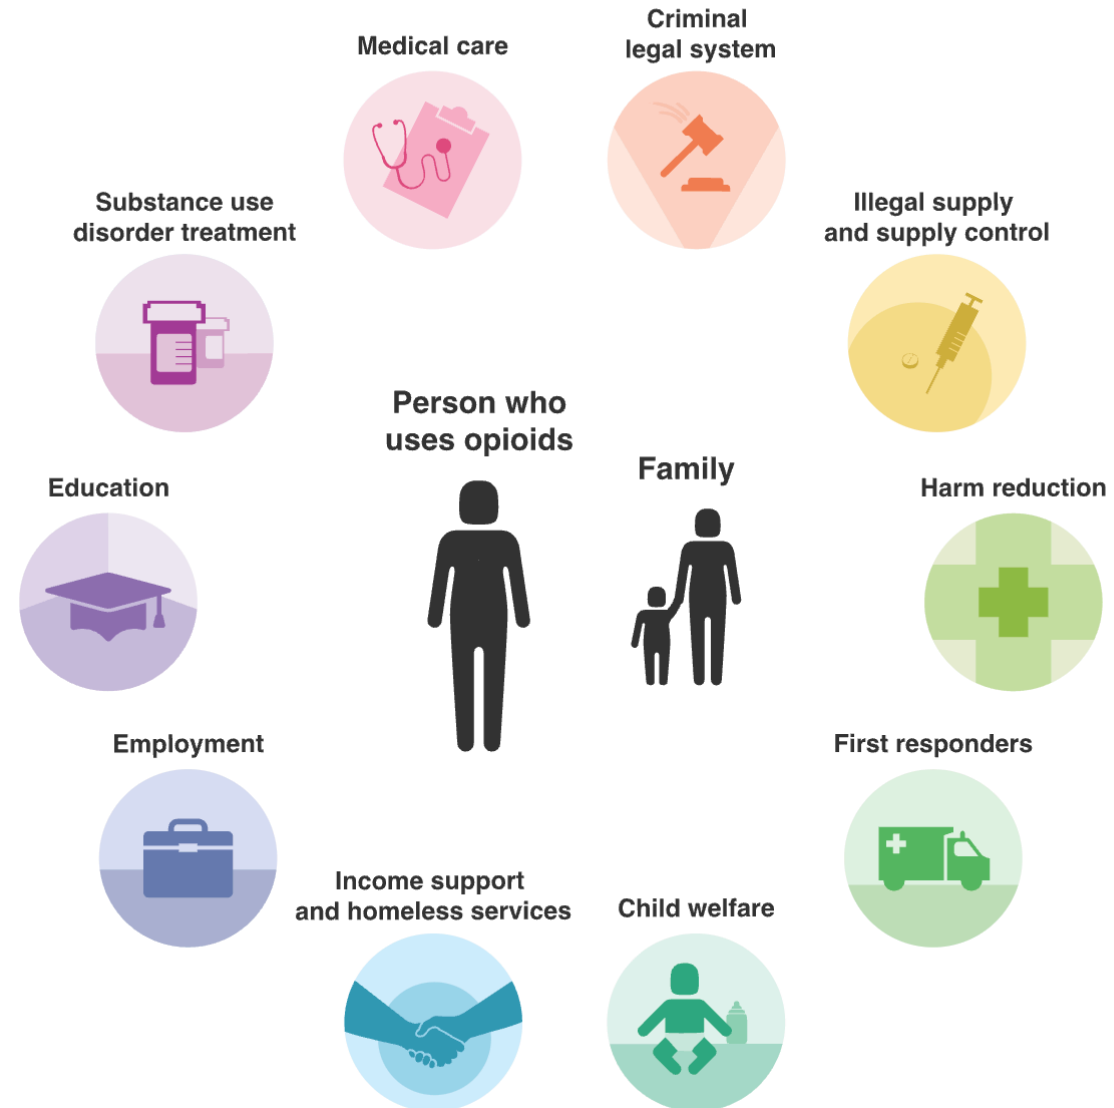 Medical care
Criminal
legal system
Substance use
disorder treatment
Illegal supply
and supply control
Person who
uses opioids
Family
Education
Harm reduction
Employment
First responders
Income support
and homeless services
Child welfare